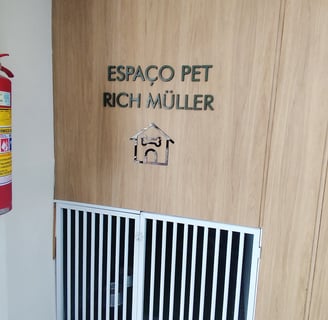 ESPAÇO PET
RICH MÜLLER